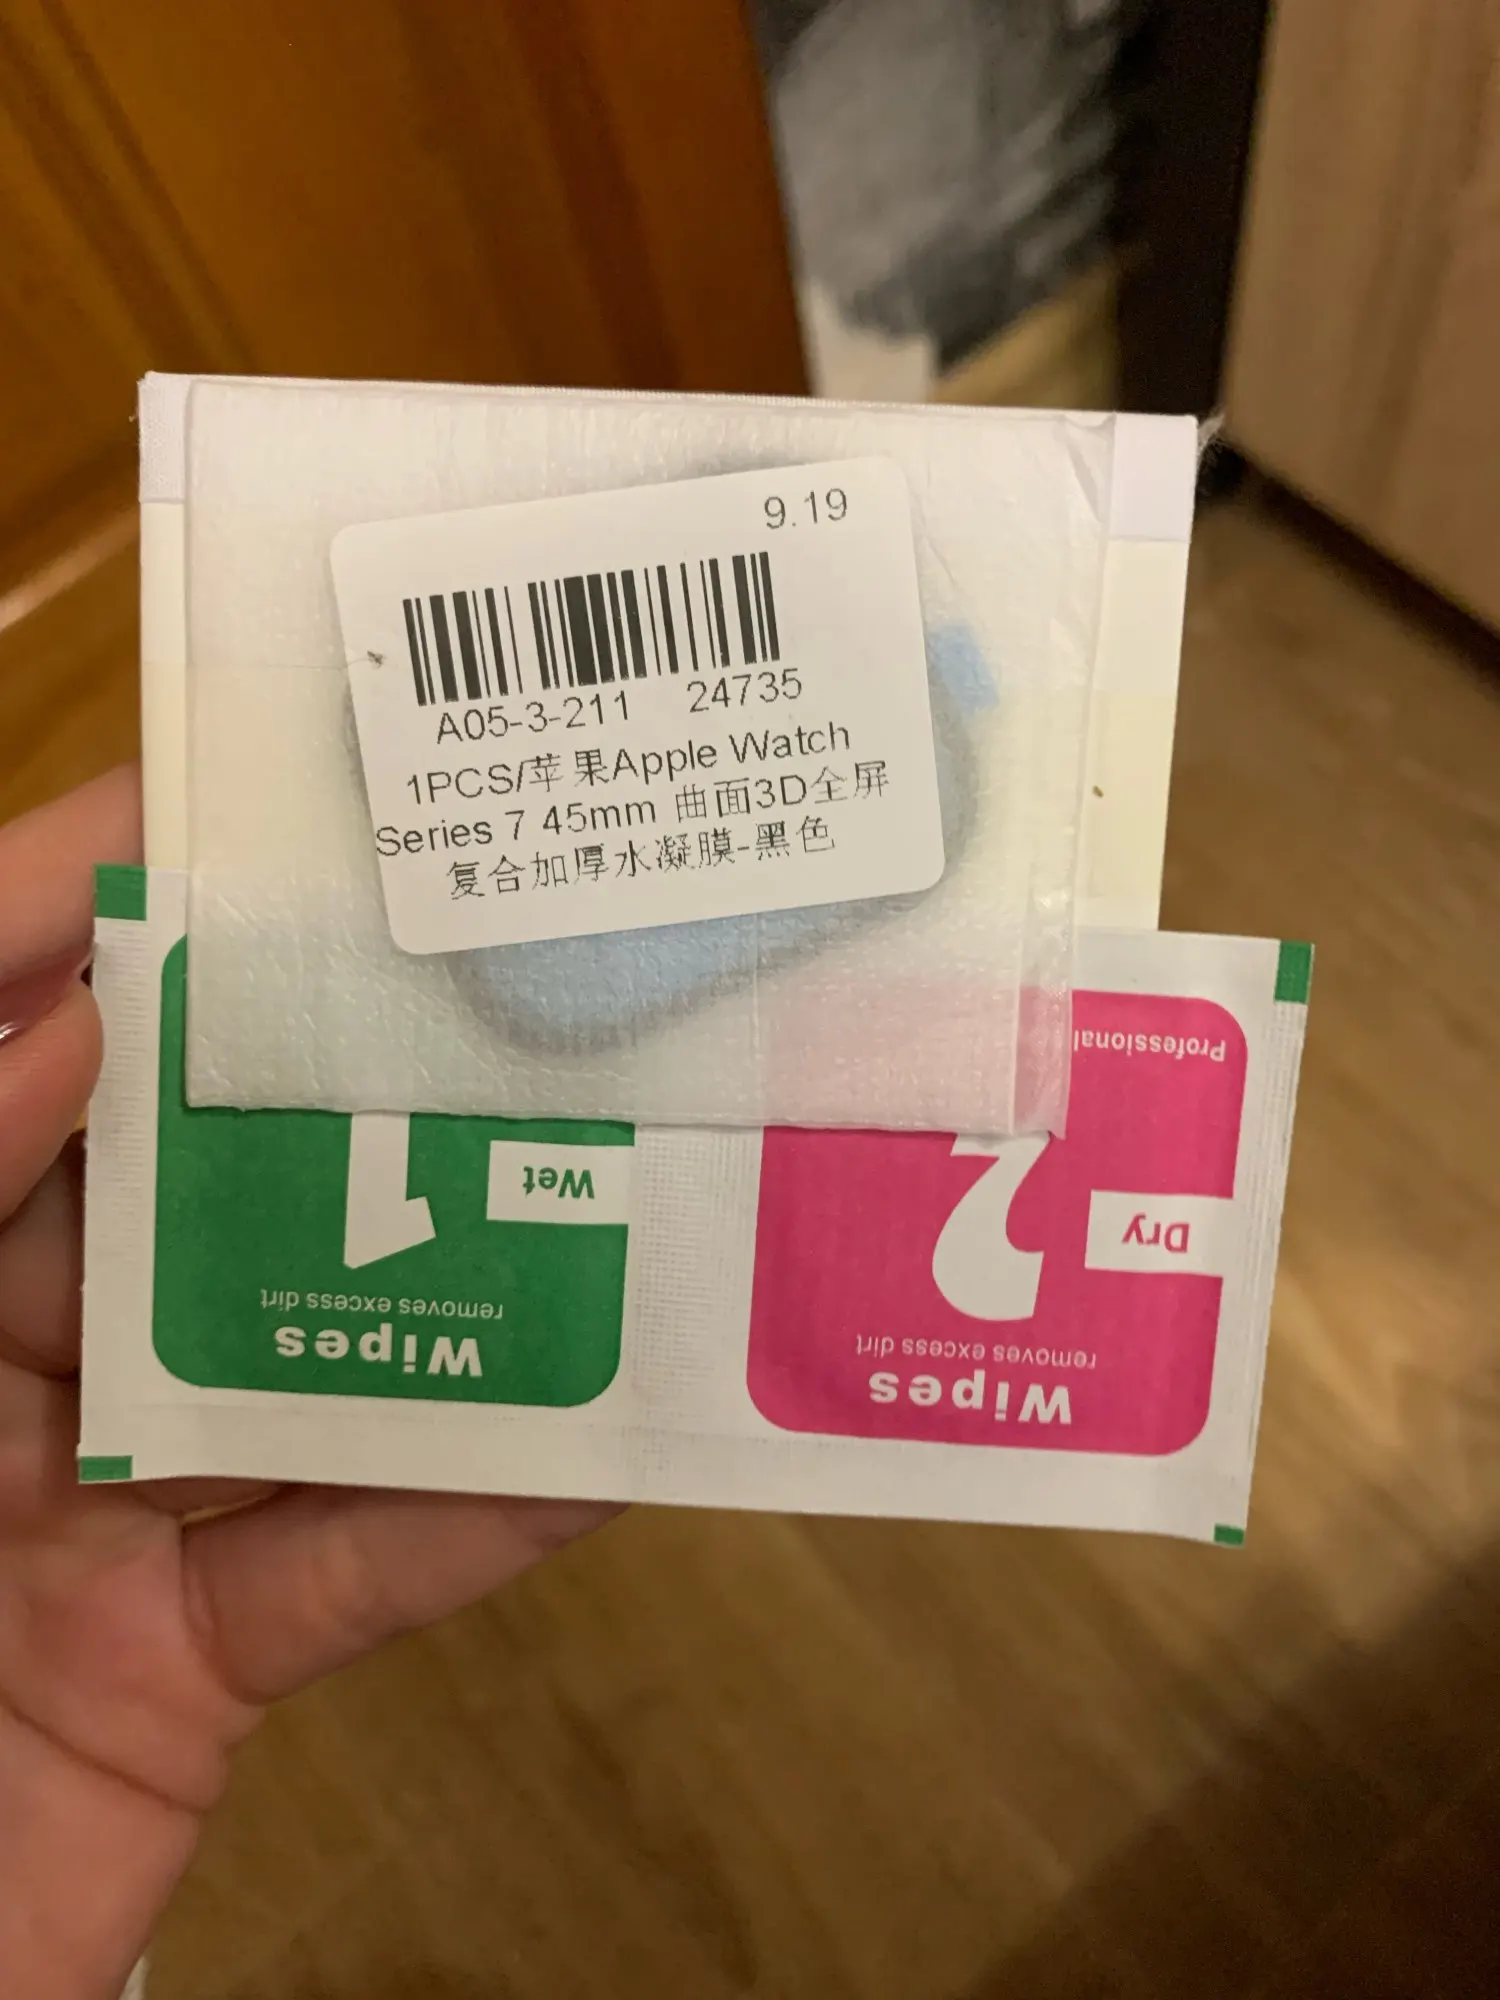 9.19
A05-3-211 24735
1PCS/苹果Apple Watch
Series 7 45mm 曲面3D全屏
复合加厚水凝膜-黑色
Wipes
removes excess dirt
1
Wet
Wipes
removes excess dirt
2
Dry
Professional